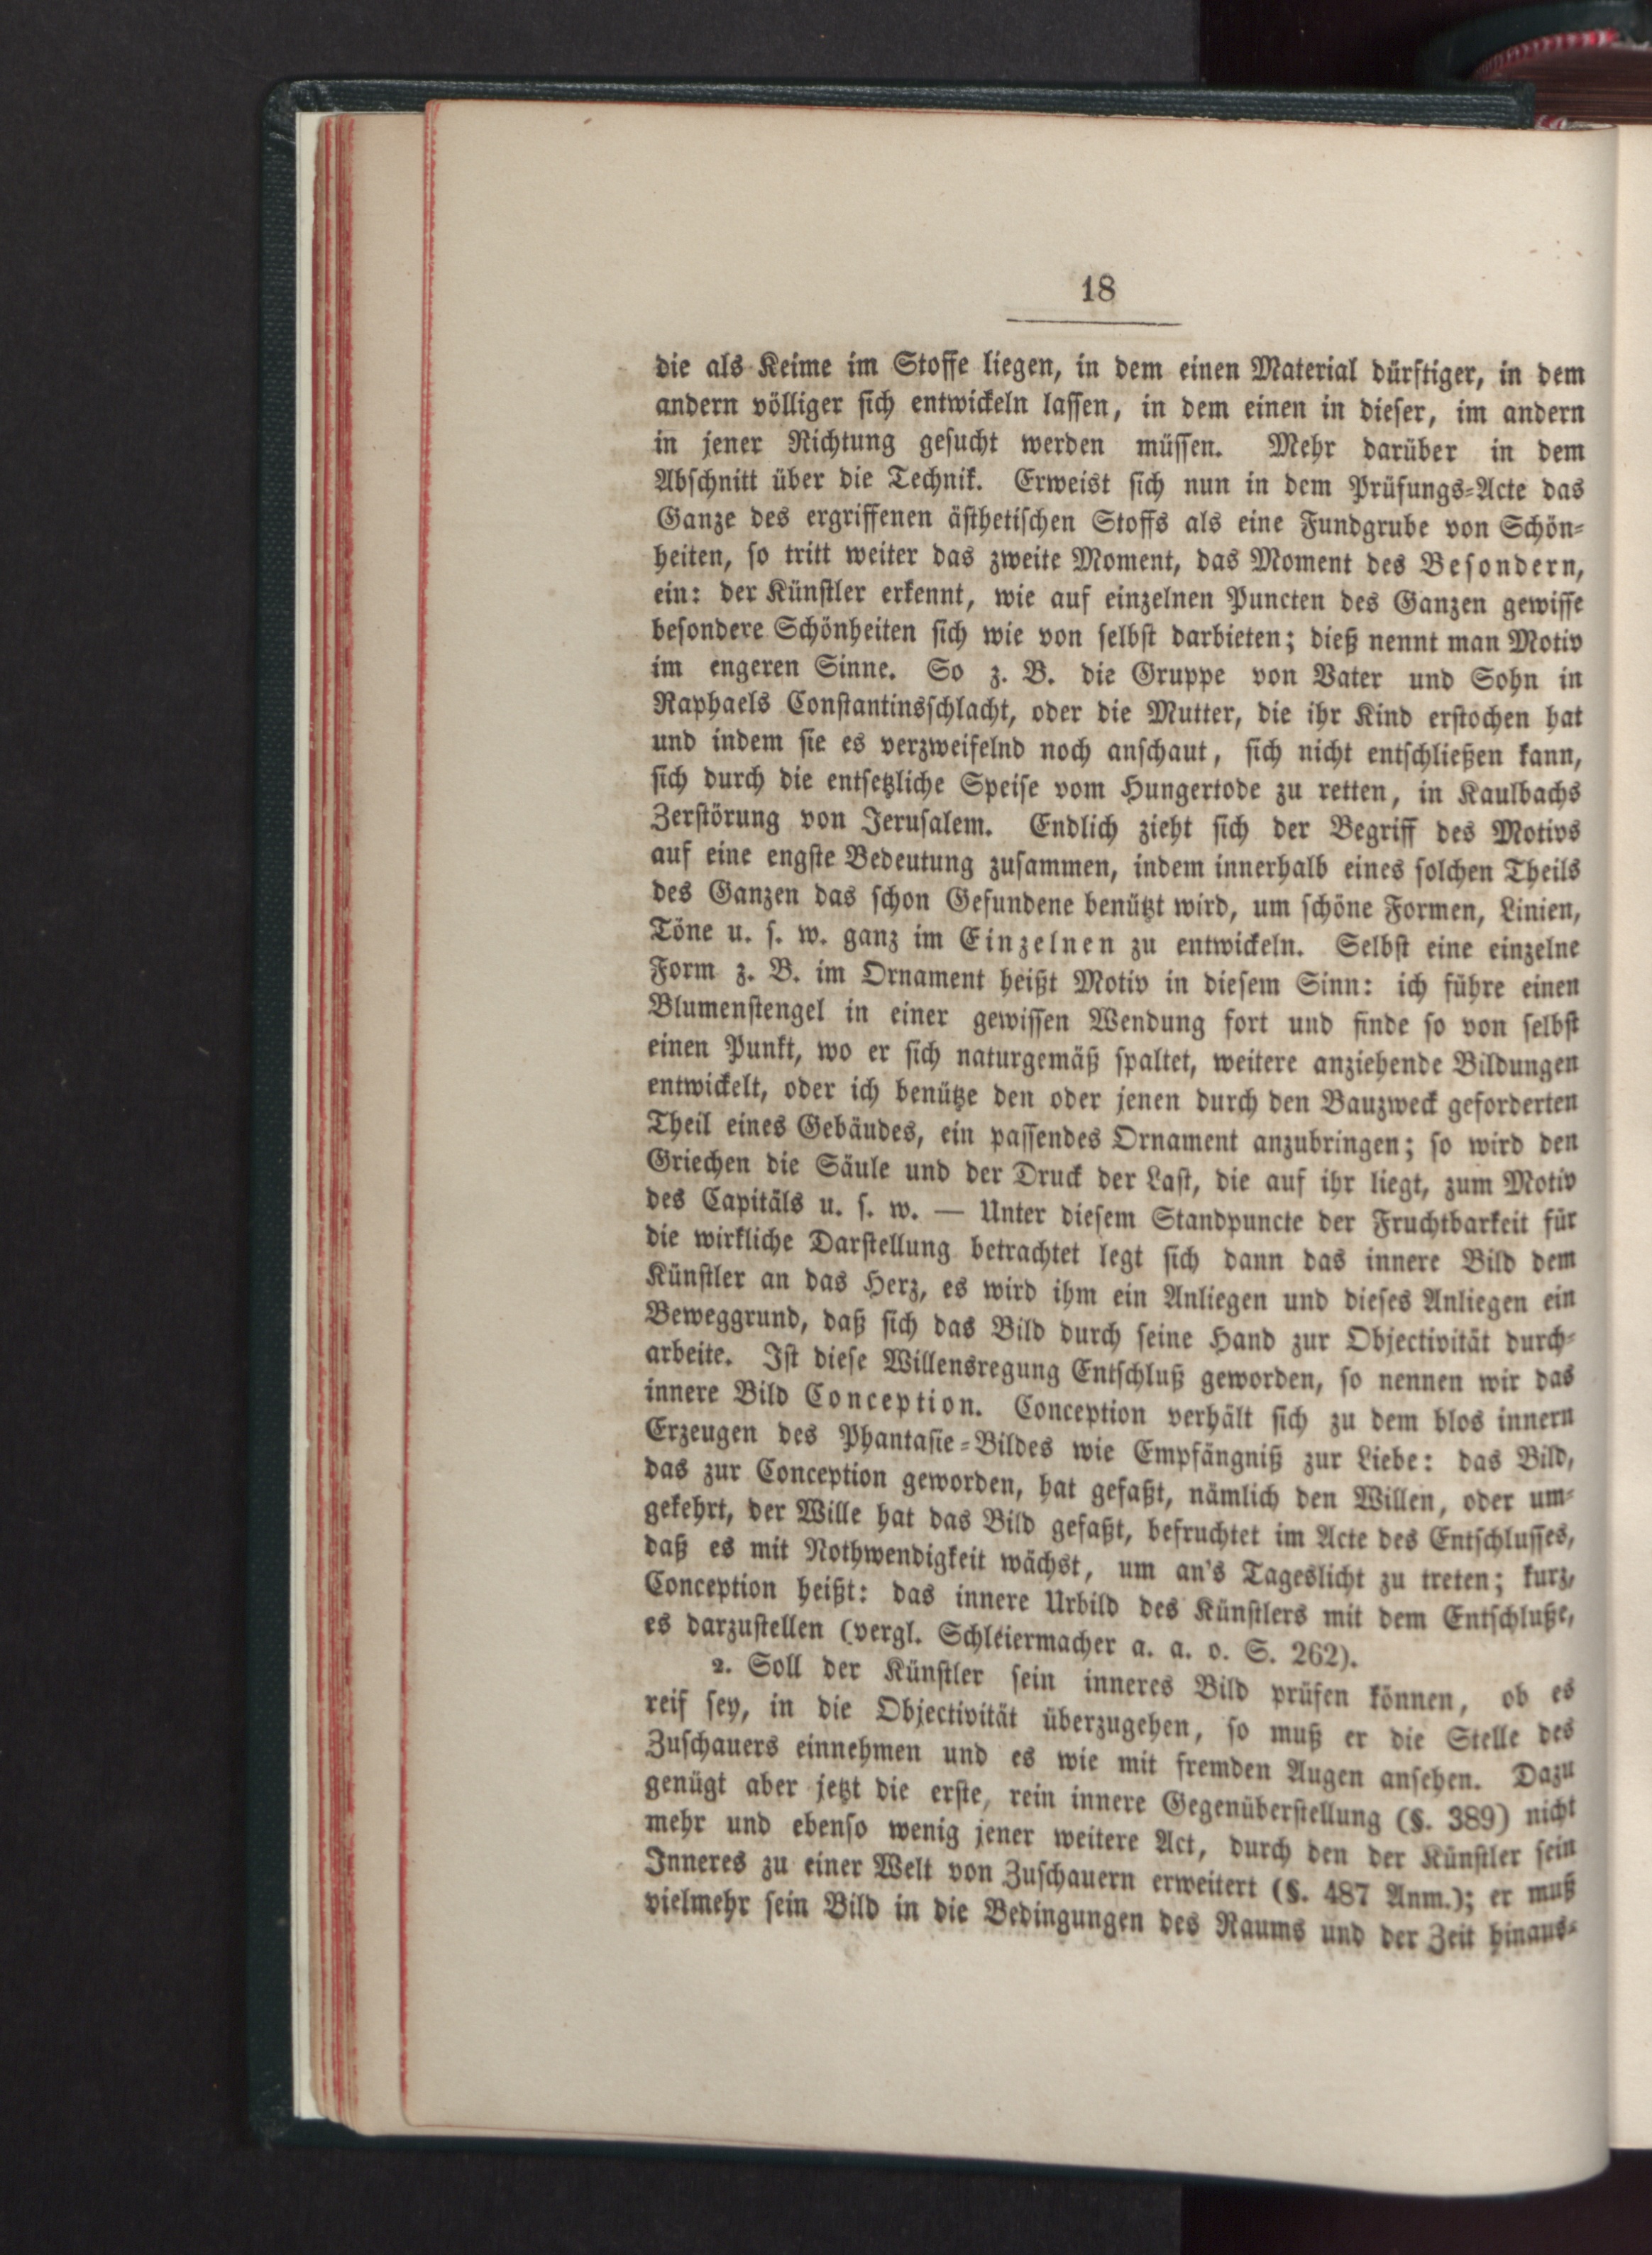 18
die als Keime im Stoffe liegen, in dem einen Material dürftiger, in dem
andern völliger sich entwickeln lassen, in dem einen in dieser, im andern
in jener Richtung gesucht werden müssen. Mehr darüber in dem
Abschnitt über die Technik. Erweist sich nun in dem Prüfungs-Acte das
Ganze des ergriffenen ästhetischen Stoffs als eine Fundgrube von Schön-
heiten, so tritt weiter das zweite Moment, das Moment des Besondern,
ein: der Künstler erkennt, wie auf einzelnen Puncten des Ganzen gewisse
besondere Schönheiten sich wie von selbst darbieten; dieß nennt man Motiv
im engeren Sinne. So z. B. die Gruppe von Vater und Sohn in
Raphaels Constantinsschlacht, oder die Mutter, die ihr Kind erstochen hat
und indem sie es verzweifelnd noch anschaut, sich nicht entschließen kann,
sich durch die entsetzliche Speise vom Hungertode zu retten, in Kaulbachs
Zerstörung von Jerusalem. Endlich zieht sich der Begriff des Motivs
auf eine engste Bedeutung zusammen, indem innerhalb eines solchen Theils
des Ganzen das schon Gefundene benützt wird, um schöne Formen, Linien,
Töne u. s. w. ganz im Einzelnen zu entwickeln. Selbst eine einzelne
Form z. B. im Ornament heißt Motiv in diesem Sinn: ich führe einen
Blumenstengel in einer gewissen Wendung fort und finde so von selbst
einen Punkt, wo er sich naturgemäß spaltet, weitere anziehende Bildungen
entwickelt, oder ich benütze den oder jenen durch den Bauzweck geforderten
Theil eines Gebäudes, ein passendes Ornament anzubringen; so wird den
Griechen die Säule und der Druck der Last, die auf ihr liegt, zum Motiv
des Capitäls u. s. w. — Unter diesem Standpuncte der Fruchtbarkeit für
die wirkliche Darstellung betrachtet legt sich dann das innere Bild dem
Künstler an das Herz, es wird ihm ein Anliegen und dieses Anliegen ein
Beweggrund, daß sich das Bild durch seine Hand zur Objectivität durch-
arbeite. Ist diese Willensregung Entschluß geworden, so nennen wir das
innere Bild Conception. Conception verhält sich zu dem blos innern
Erzeugen des Phantasie-Bildes wie Empfängniß zur Liebe: das Bild,
das zur Conception geworden, hat gefaßt, nämlich den Willen, oder um-
gekehrt, der Wille hat das Bild gefaßt, befruchtet im Acte des Entschlusses,
daß es mit Nothwendigkeit wächst, um an's Tageslicht zu treten; kurz,
Conception heißt: das innere Urbild des Künstlers mit dem Entschluße,
es darzustellen (vergl. Schleiermacher a. a. o. S. 262).
2. Soll der Künstler sein inneres Bild prüfen können, ob es
reif sey, in die Objectivität überzugehen, so muß er die Stelle des
Zuschauers einnehmen und es wie mit fremden Augen ansehen. Dazu
genügt aber jetzt die erste, rein innere Gegenüberstellung (§. 389) nicht
mehr und ebenso wenig jener weitere Act, durch den der Künstler sein
Inneres zu einer Welt von Zuschauern erweitert (§. 487 Anm.); er muß
vielmehr sein Bild in die Bedingungen des Raums und der Zeit hinaus-